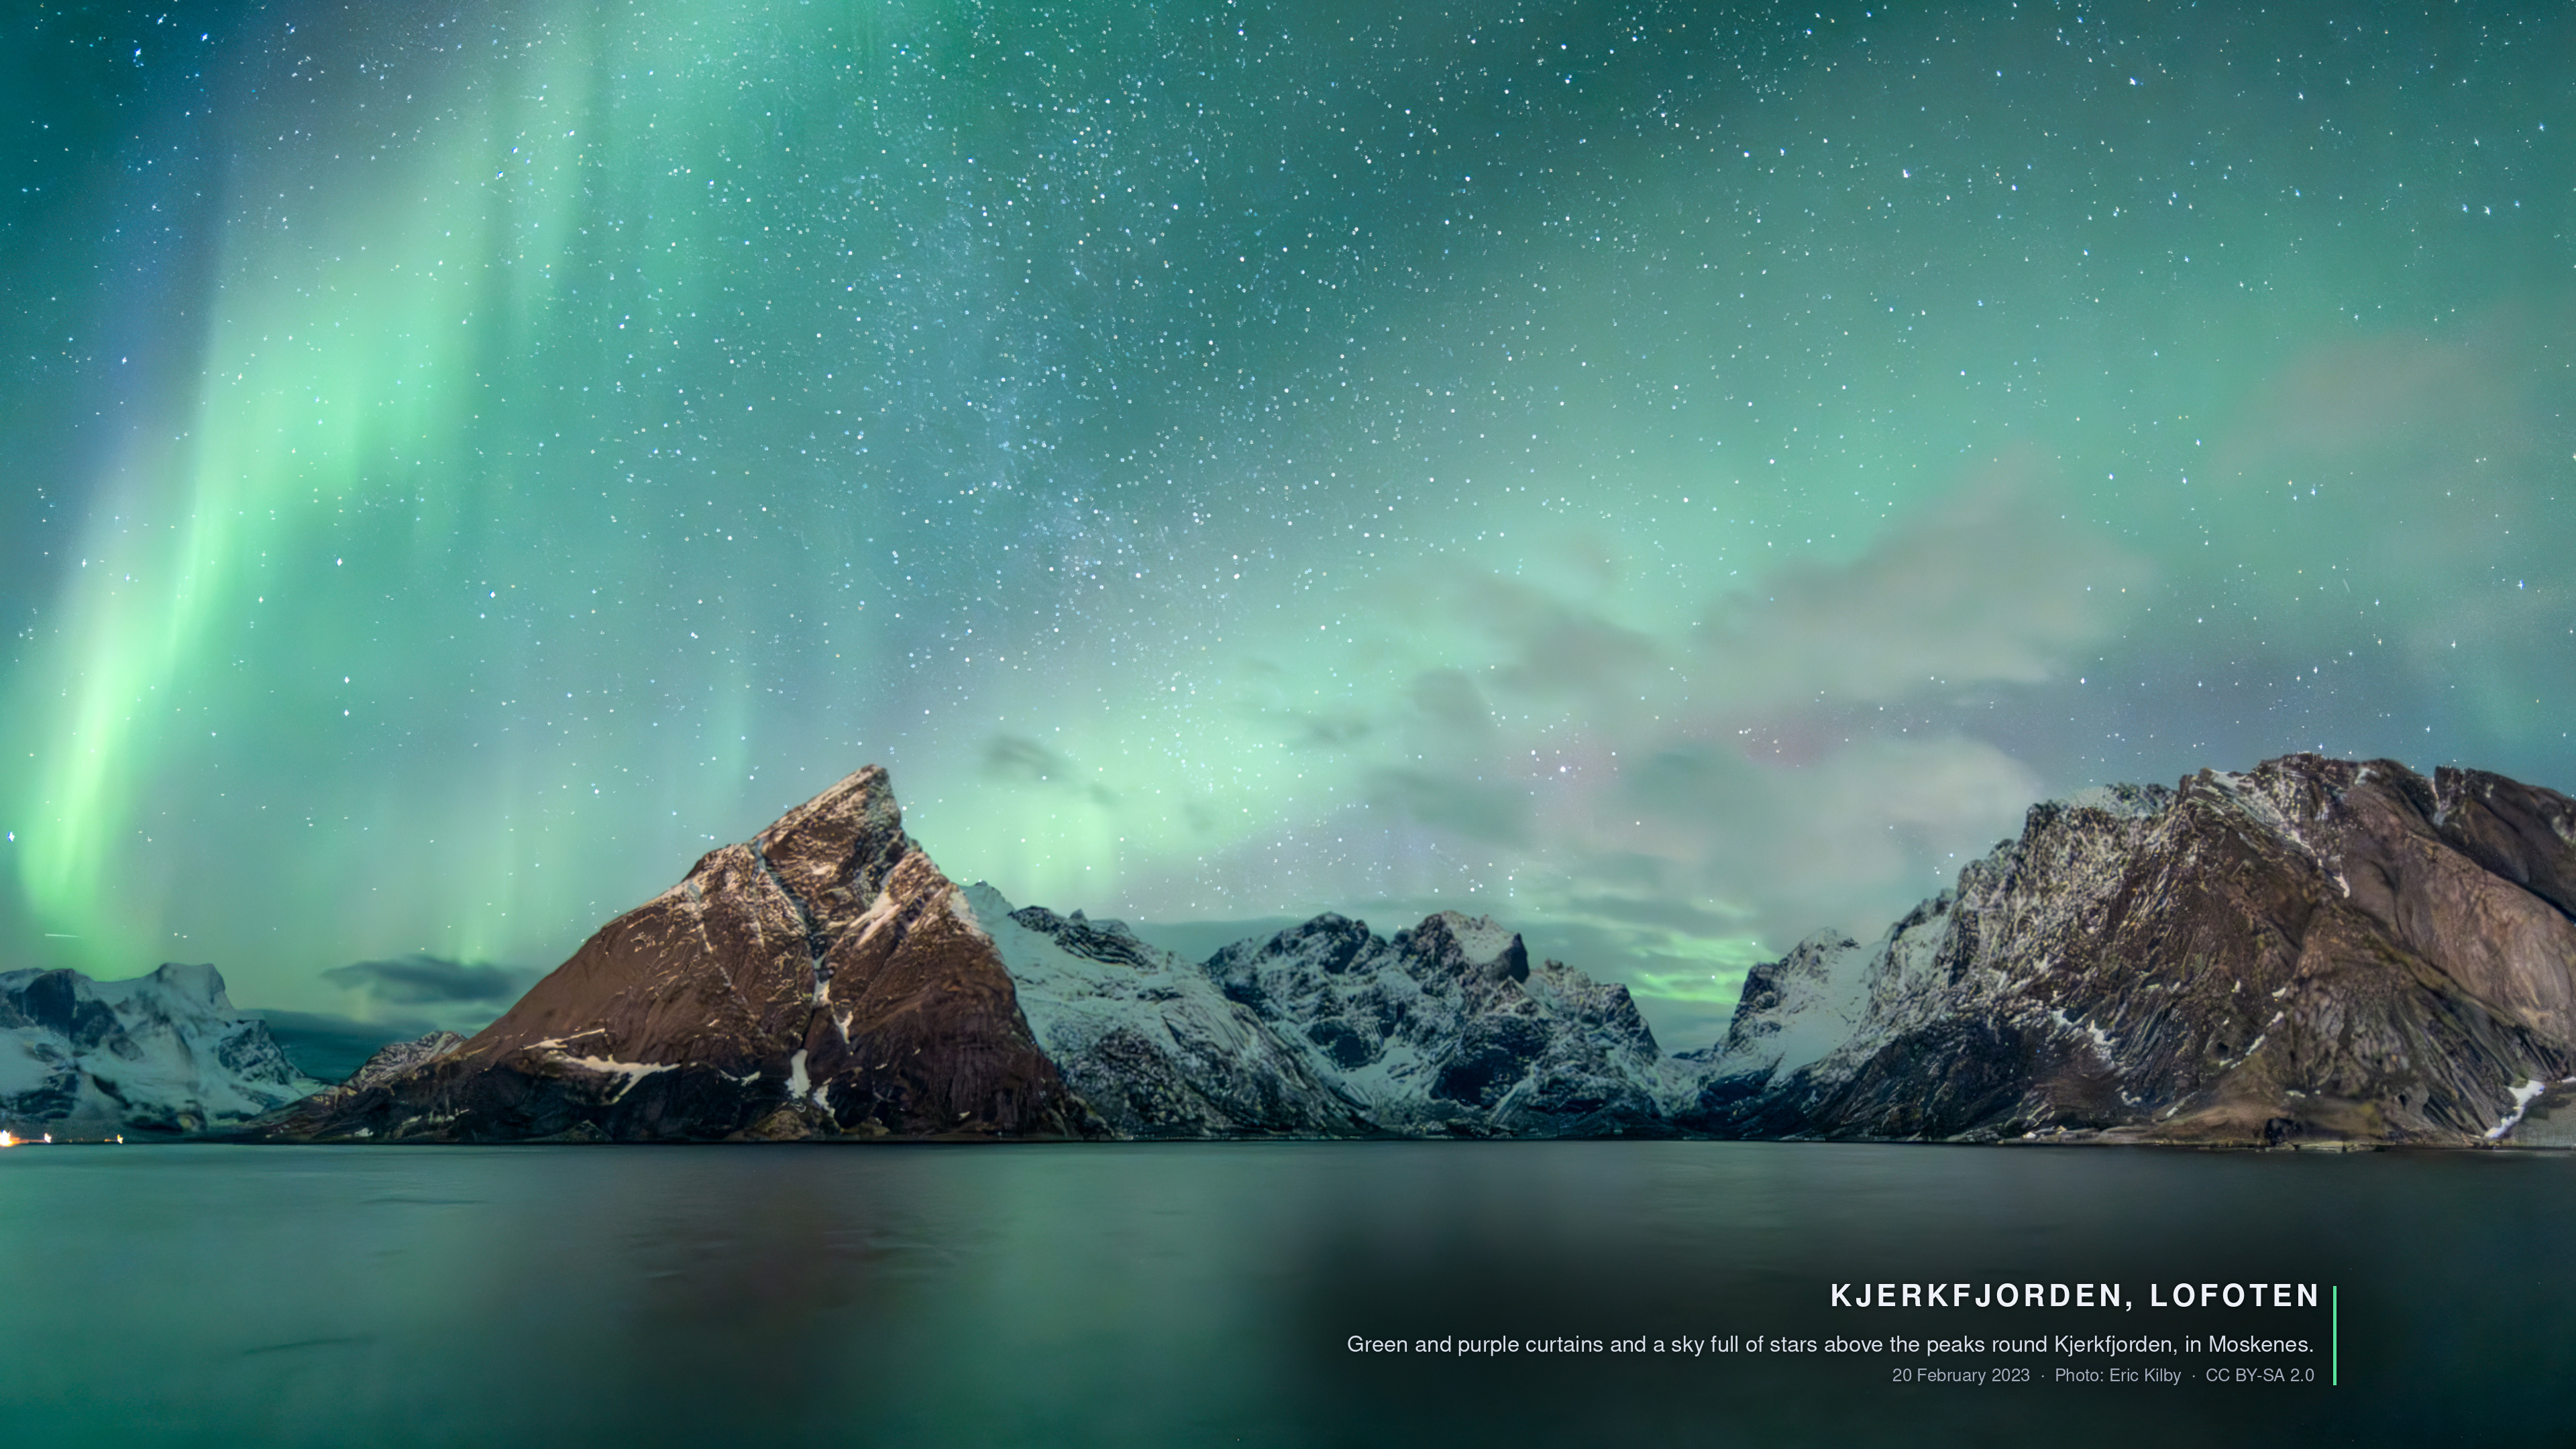 KJERKFJORDEN, LOFOTEN
Green and purple curtains and a sky full of stars above the peaks round Kjerkfjorden, in Moskenes.
20 February 2023 · Photo: Eric Kilby · CC BY-SA 2.0